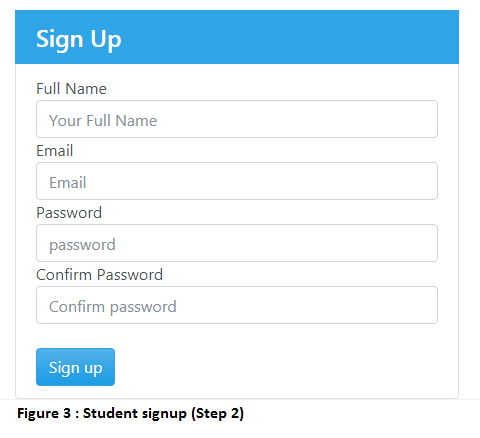 Sign Up
Full Name
Your Full Name
Email
Email
Password
password
Confirm Password
Confirm password
Sign up
Figure 3 : Student signup (Step 2)